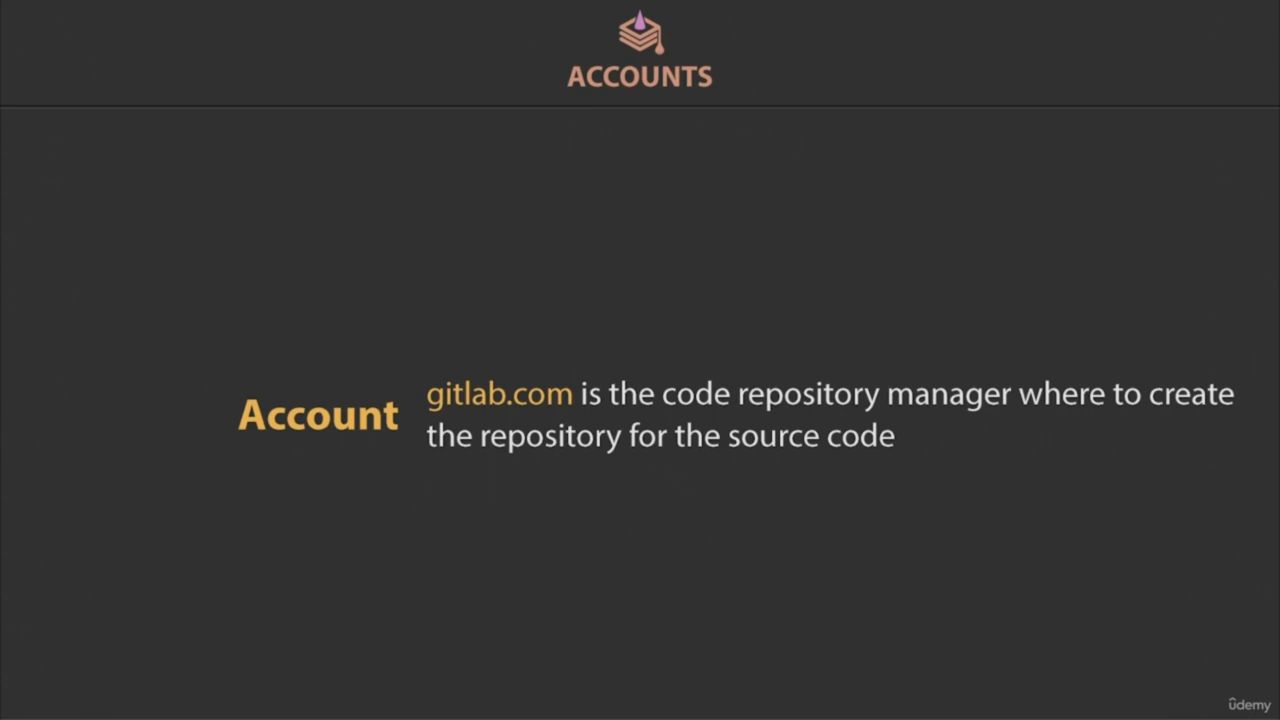 ACCOUNTS
Account
gitlab.com is the code repository manager where to create
the repository for the source code
ûdemy